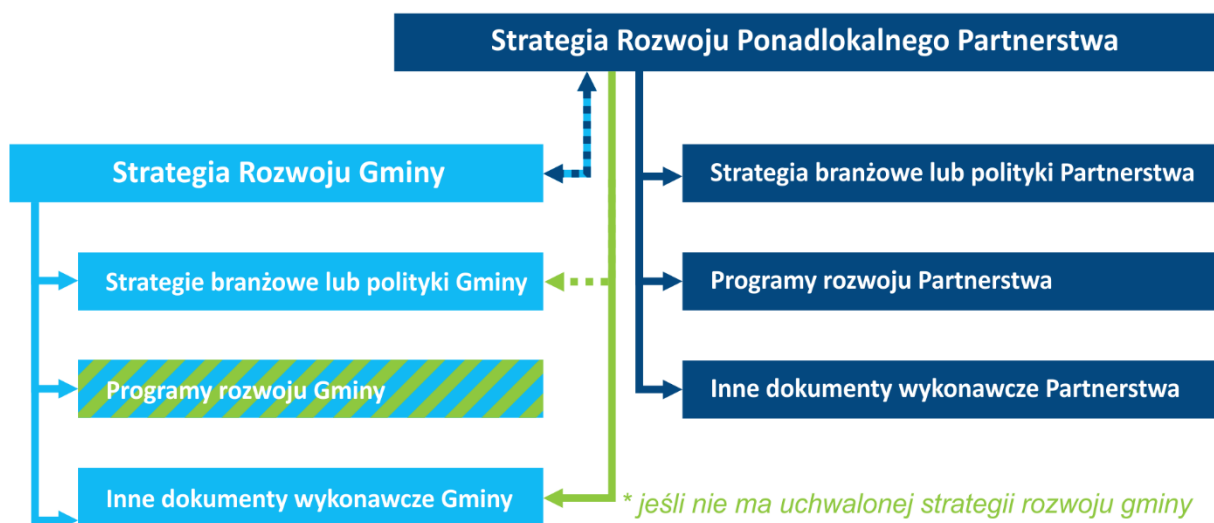 Strategia Rozwoju Ponadlokalnego Partnerstwa
Strategia Rozwoju Gminy
Strategie branżowe lub polityki Gminy
Programy rozwoju Gminy
Inne dokumenty wykonawcze Gminy
Strategia branżowe lub polityki Partnerstwa
Programy rozwoju Partnerstwa
Inne dokumenty wykonawcze Partnerstwa
* jeśli nie ma uchwalonej strategii rozwoju gminy